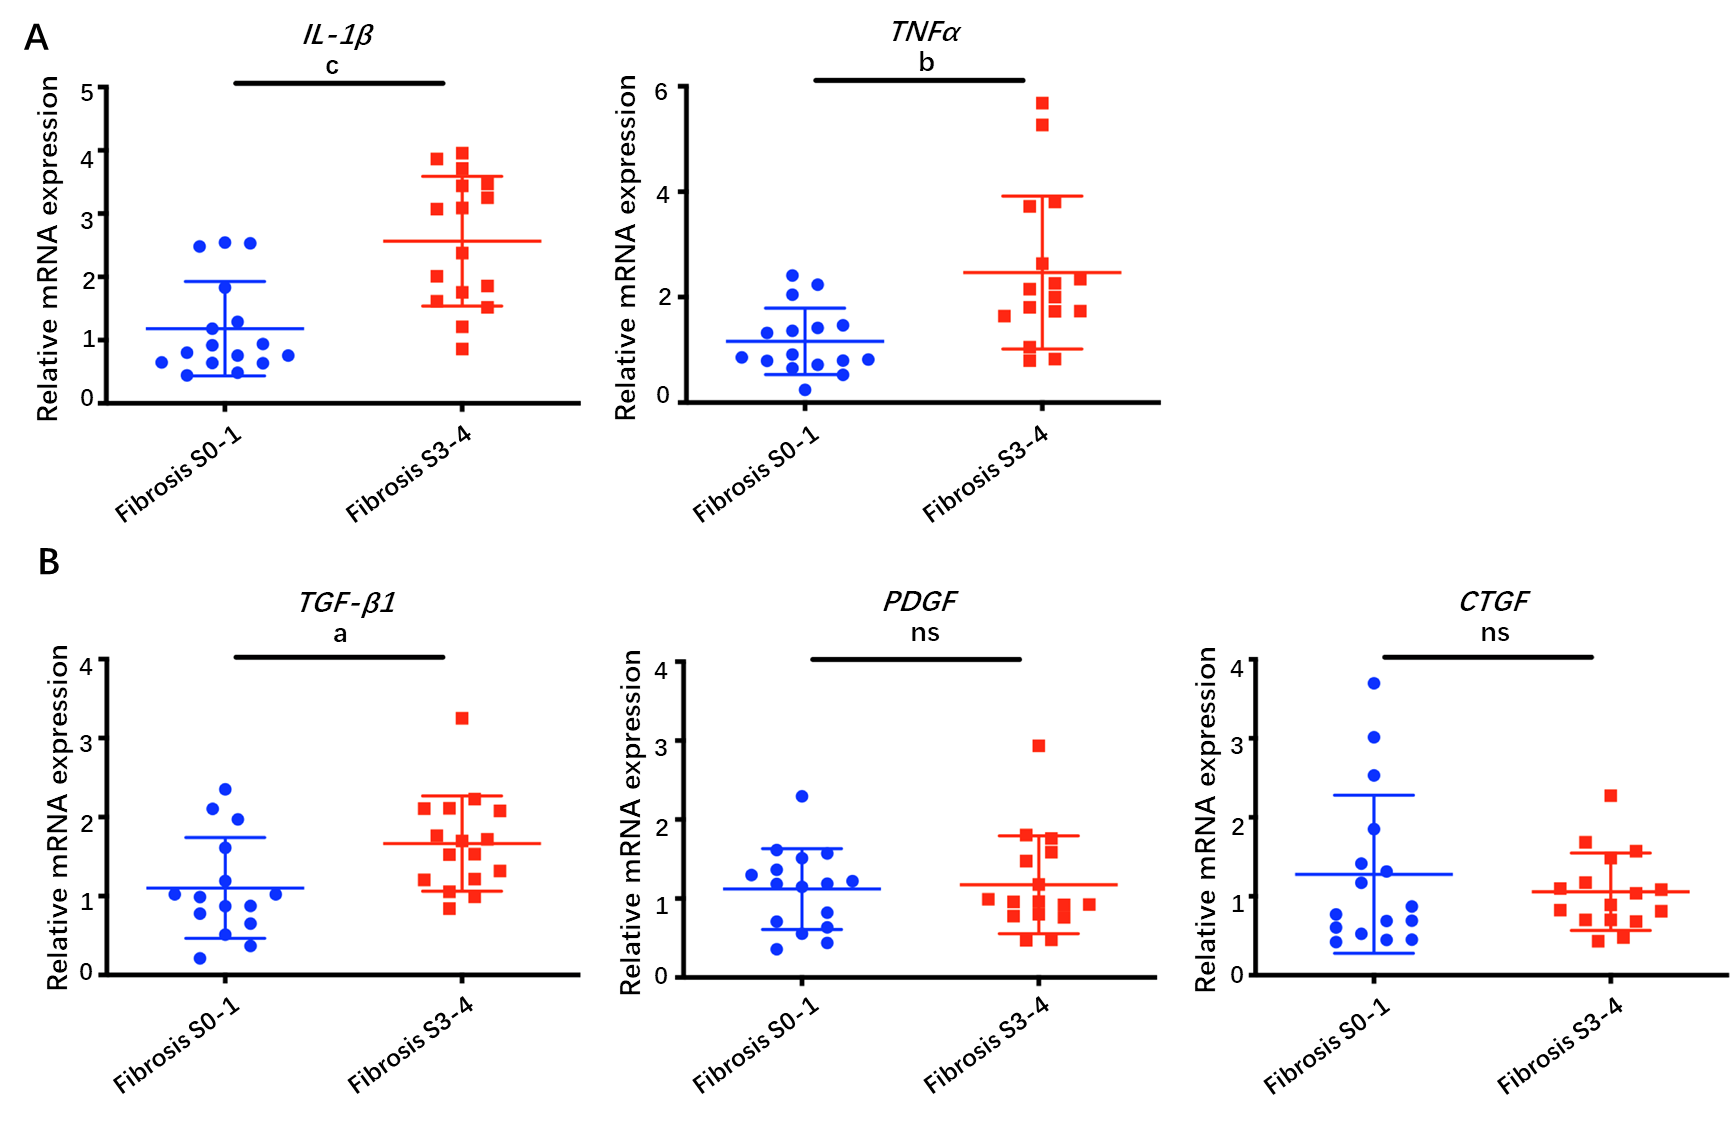 A
IL-1β
c
Relative mRNA expression
5
4
3
2
1
0
Fibrosis S0-1
Fibrosis S3-4
TNFα
b
Relative mRNA expression
6
4
2
0
Fibrosis S0-1
Fibrosis S3-4
B
TGF-β1
a
Relative mRNA expression
4
3
2
1
0
Fibrosis S0-1
Fibrosis S3-4
PDGF
ns
Relative mRNA expression
4
3
2
1
0
Fibrosis S0-1
Fibrosis S3-4
CTGF
ns
Relative mRNA expression
4
3
2
1
0
Fibrosis S0-1
Fibrosis S3-4